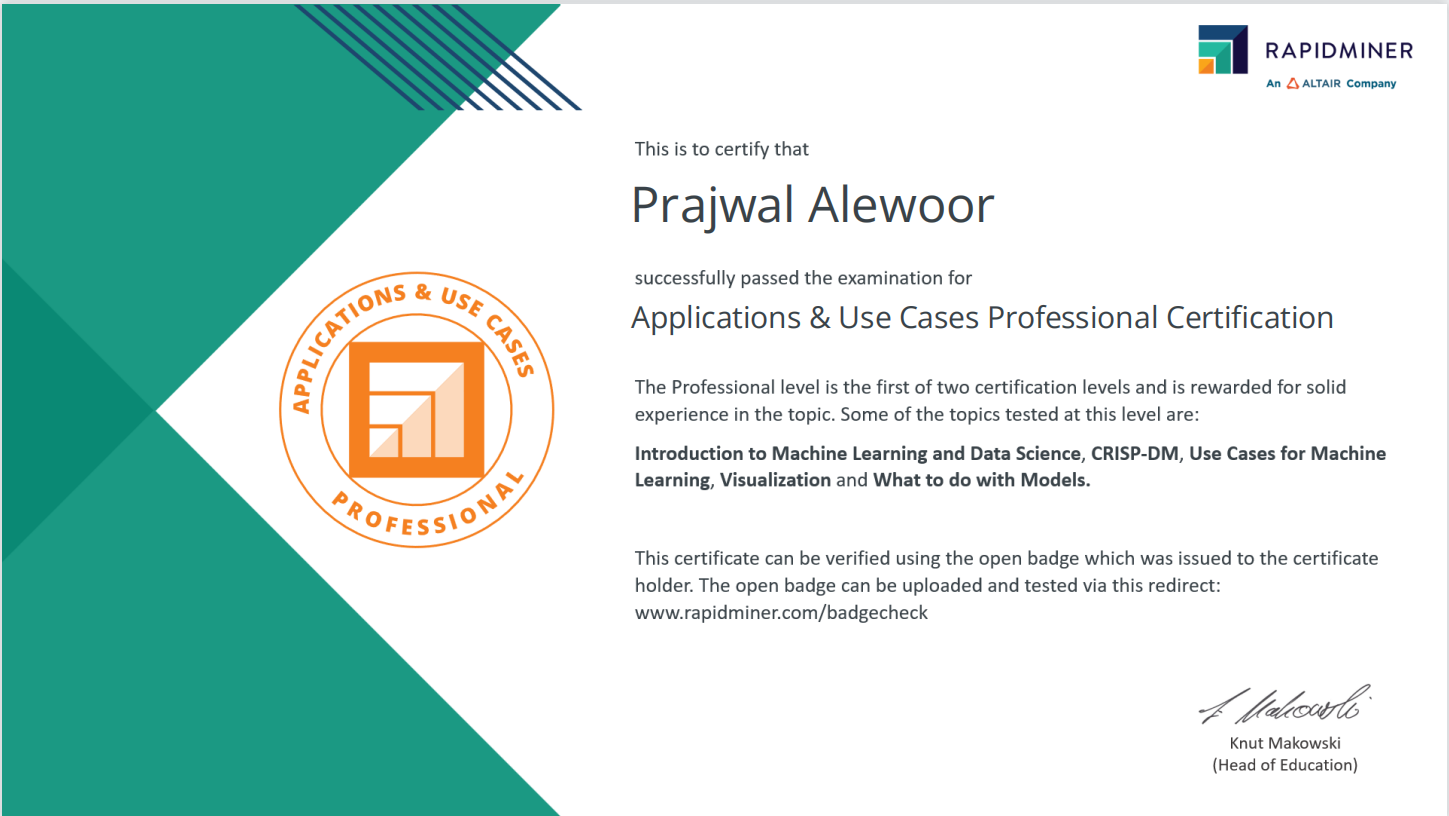 RAPIDMINER
An ALTAIR Company
This is to certify that
Prajwal Alewoor
successfully passed the examination for
Applications & Use Cases Professional Certification
APPLICATIONS & USE CASES
PROFESSIONAL
The Professional level is the first of two certification levels and is rewarded for solid
experience in the topic. Some of the topics tested at this level are:
Introduction to Machine Learning and Data Science, CRISP-DM, Use Cases for Machine
Learning, Visualization and What to do with Models.
This certificate can be verified using the open badge which was issued to the certificate
holder. The open badge can be uploaded and tested via this redirect:
www.rapidminer.com/badgecheck
Knut Makowski
(Head of Education)